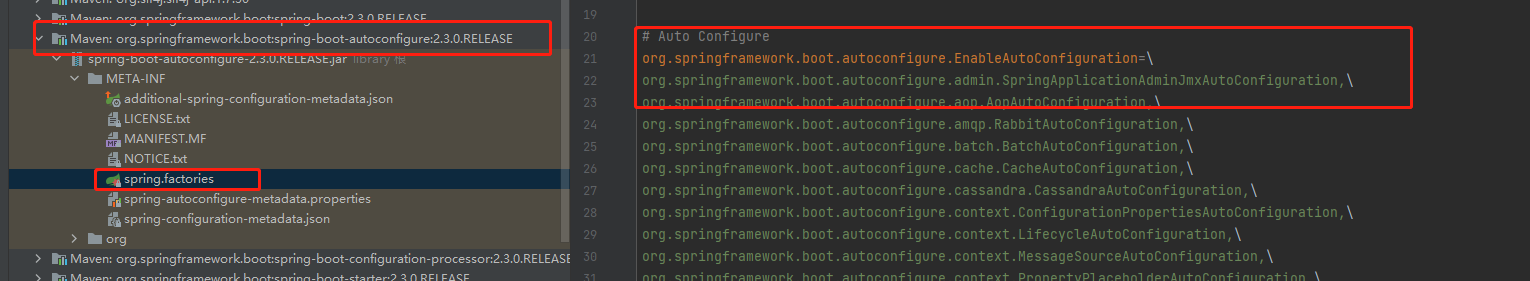 Maven: org.slf4j:slf4j-api:1.7.30
Maven: org.springframework.boot:spring-boot:2.3.0.RELEASE
Maven: org.springframework.boot:spring-boot-autoconfigure:2.3.0.RELEASE
spring-boot-autoconfigure-2.3.0.RELEASE.jar library 根
META-INF
additional-spring-configuration-metadata.json
LICENSE.txt
MANIFEST.MF
NOTICE.txt
spring.factories
spring-autoconfigure-metadata.properties
spring-configuration-metadata.json
org
Maven: org.springframework.boot:spring-boot-configuration-processor:2.3.0.RELEASE
Maven: org.springframework.boot:spring-boot-starter:2.3.0.RELEASE
19
20 # Auto Configure
21 org.springframework.boot.autoconfigure.EnableAutoConfiguration=\
22 org.springframework.boot.autoconfigure.admin.SpringApplicationAdminJmxAutoConfiguration,\
23 org.springframework.boot.autoconfigure.aop.AopAutoConfiguration,\
24 org.springframework.boot.autoconfigure.amqp.RabbitAutoConfiguration,\
25 org.springframework.boot.autoconfigure.batch.BatchAutoConfiguration,\
26 org.springframework.boot.autoconfigure.cache.CacheAutoConfiguration,\
27 org.springframework.boot.autoconfigure.cassandra.CassandraAutoConfiguration,\
28 org.springframework.boot.autoconfigure.context.ConfigurationPropertiesAutoConfiguration,\
29 org.springframework.boot.autoconfigure.context.LifecycleAutoConfiguration,\
30 org.springframework.boot.autoconfigure.context.MessageSourceAutoConfiguration,\
31 org.springframework.boot.autoconfigure.context.PropertyPlaceholderAutoConfiguration,\